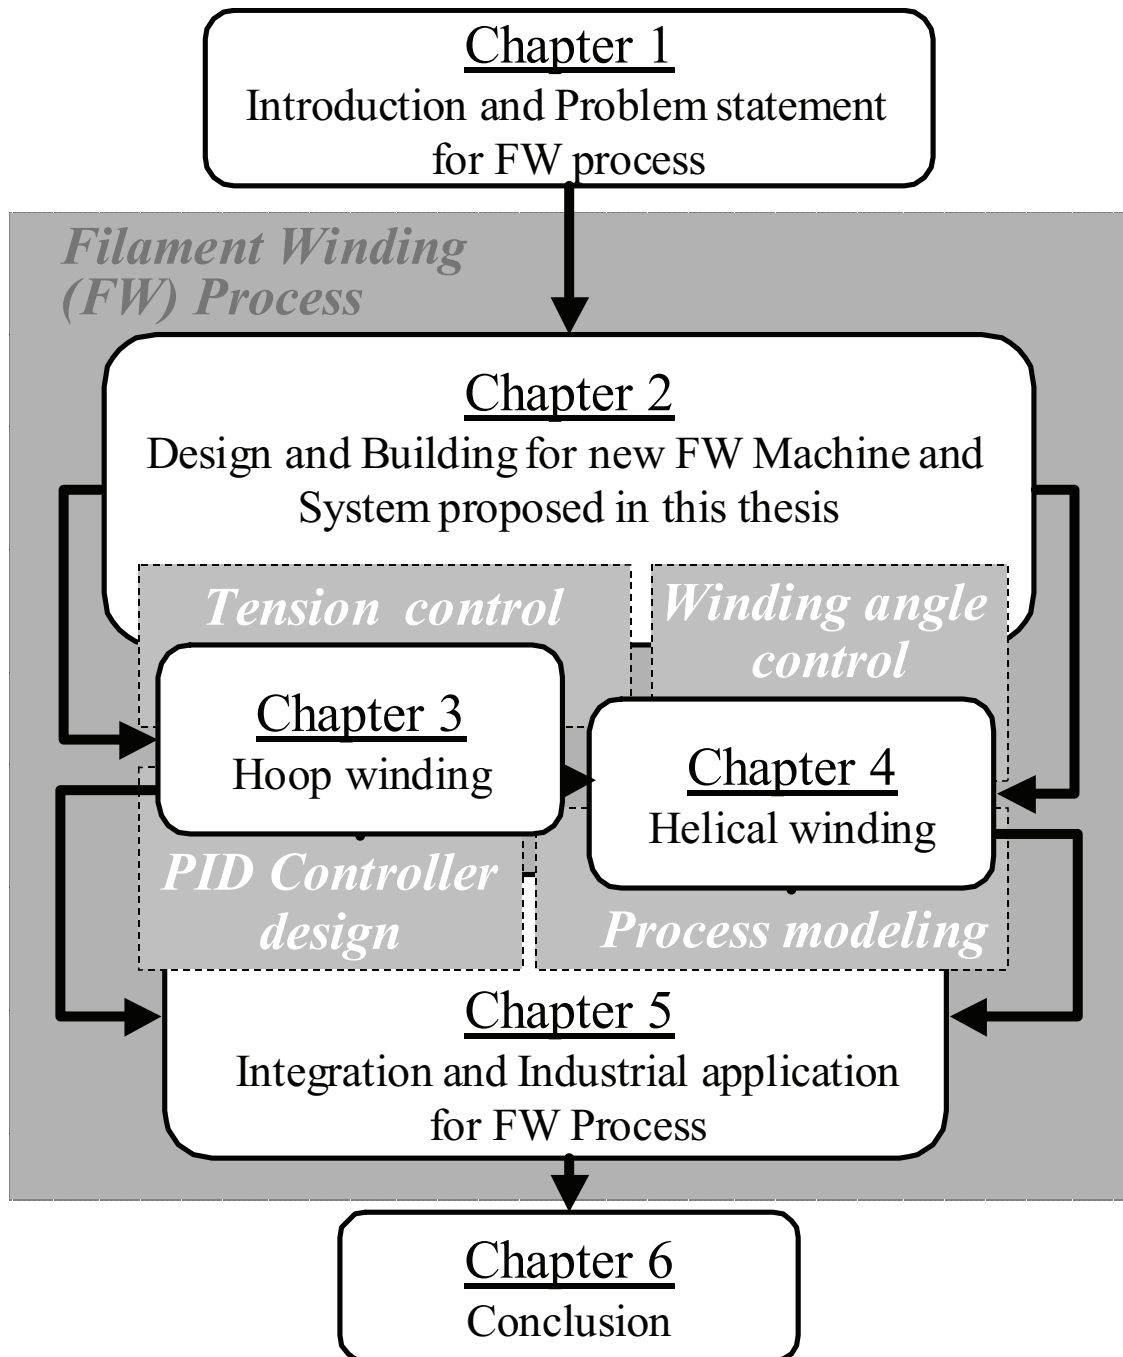 Chapter 1
Introduction and Problem statement
for FW process
Filament Winding
(FW) Process
Chapter 2
Design and Building for new FW Machine and
System proposed in this thesis
Tension control
Winding angle
control
Chapter 3
Hoop winding
Chapter 4
Helical winding
PID Controller
design
Process modeling
Chapter 5
Integration and Industrial application
for FW Process
Chapter 6
Conclusion